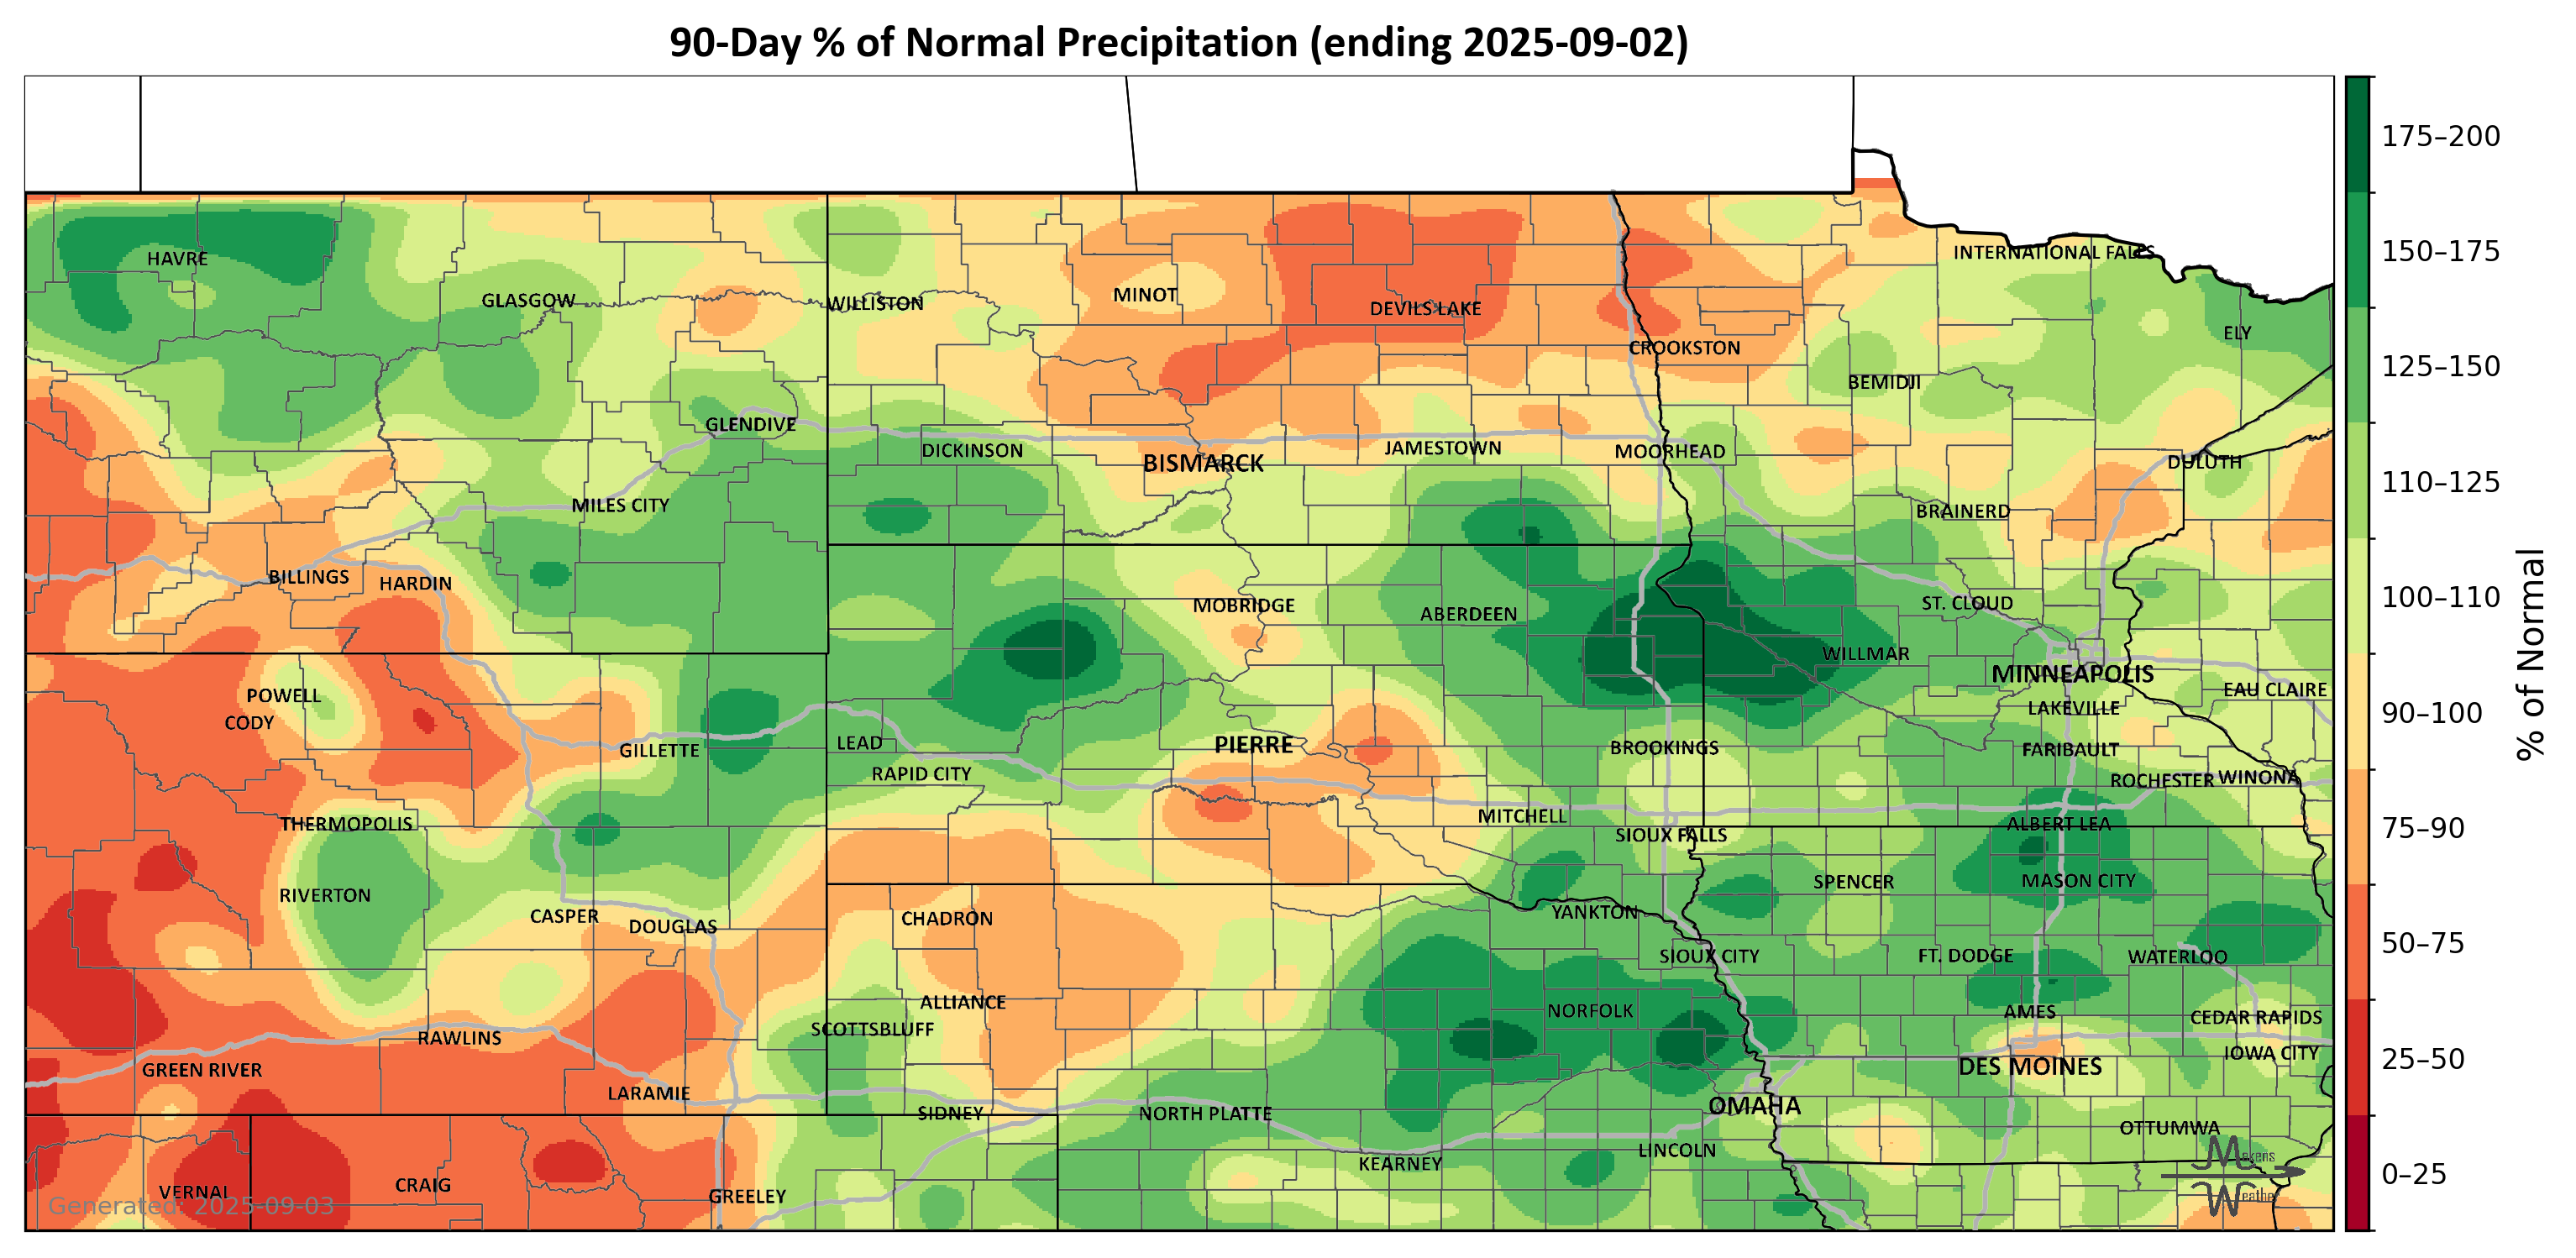 90-Day % of Normal Precipitation (ending 2025-09-02)
175–200
150–175
125–150
110–125
100–110
90–100
75–90
50–75
25–50
0–25
% of Normal
INTERNATIONAL FALLS
HAVRE
GLASGOW
WILLISTON
MINOT
DEVILS LAKE
ELY
CROOKSTON
BEMIDJI
GLENDIVE
DICKINSON
BISMARCK
JAMESTOWN
MOORHEAD
DULUTH
MILES CITY
BRAINERD
BILLINGS
HARDIN
MOBRIDGE
ABERDEEN
ST. CLOUD
WILLMAR
MINNEAPOLIS
POWELL
EAU CLAIRE
CODY
LAKEVILLE
GILLETTE
LEAD
PIERRE
BROOKINGS
FARIBAULT
RAPID CITY
ROCHESTER
WINONA
THERMOPOLIS
MITCHELL
SIOUX FALLS
ALBERT LEA
RIVERTON
SPENCER
MASON CITY
CASPER
DOUGLAS
CHADRON
YANKTON
SIOUX CITY
FT. DODGE
WATERLOO
ALLIANCE
NORFOLK
AMES
SCOTTSBLUFF
CEDAR RAPIDS
RAWLINS
IOWA CITY
GREEN RIVER
DES MOINES
LARAMIE
SIDNEY
NORTH PLATTE
OMAHA
OTTUMWA
KEARNEY
LINCOLN
VERNAL
CRAIG
GREELEY
Generated: 2025-09-03
Makens
Weather